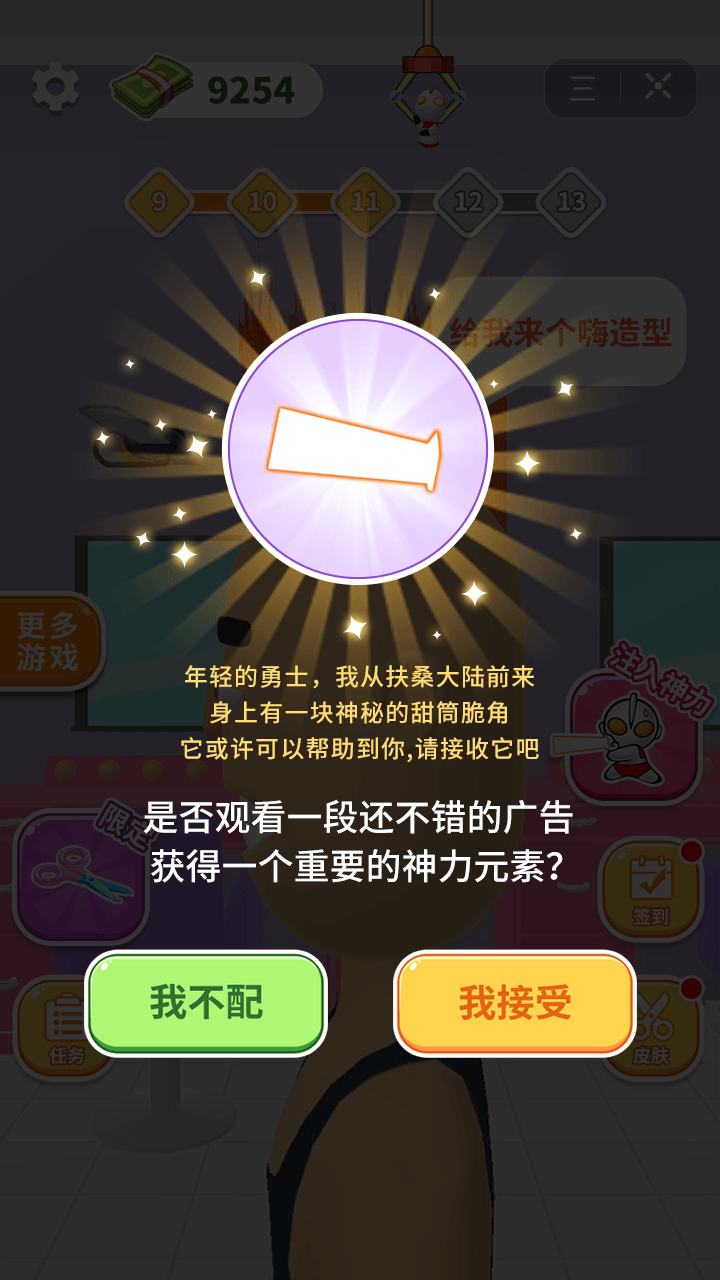 9254
9
10
11
12
13
给我来个嗨造型
更多
游戏
注入神力
年轻的勇士，我从扶桑大陆前来
身上有一块神秘的甜筒脆角
它或许可以帮助到你,请接收它吧
限定
是否观看一段还不错的广告
获得一个重要的神力元素？
签到
我不配
我接受
任务
皮肤